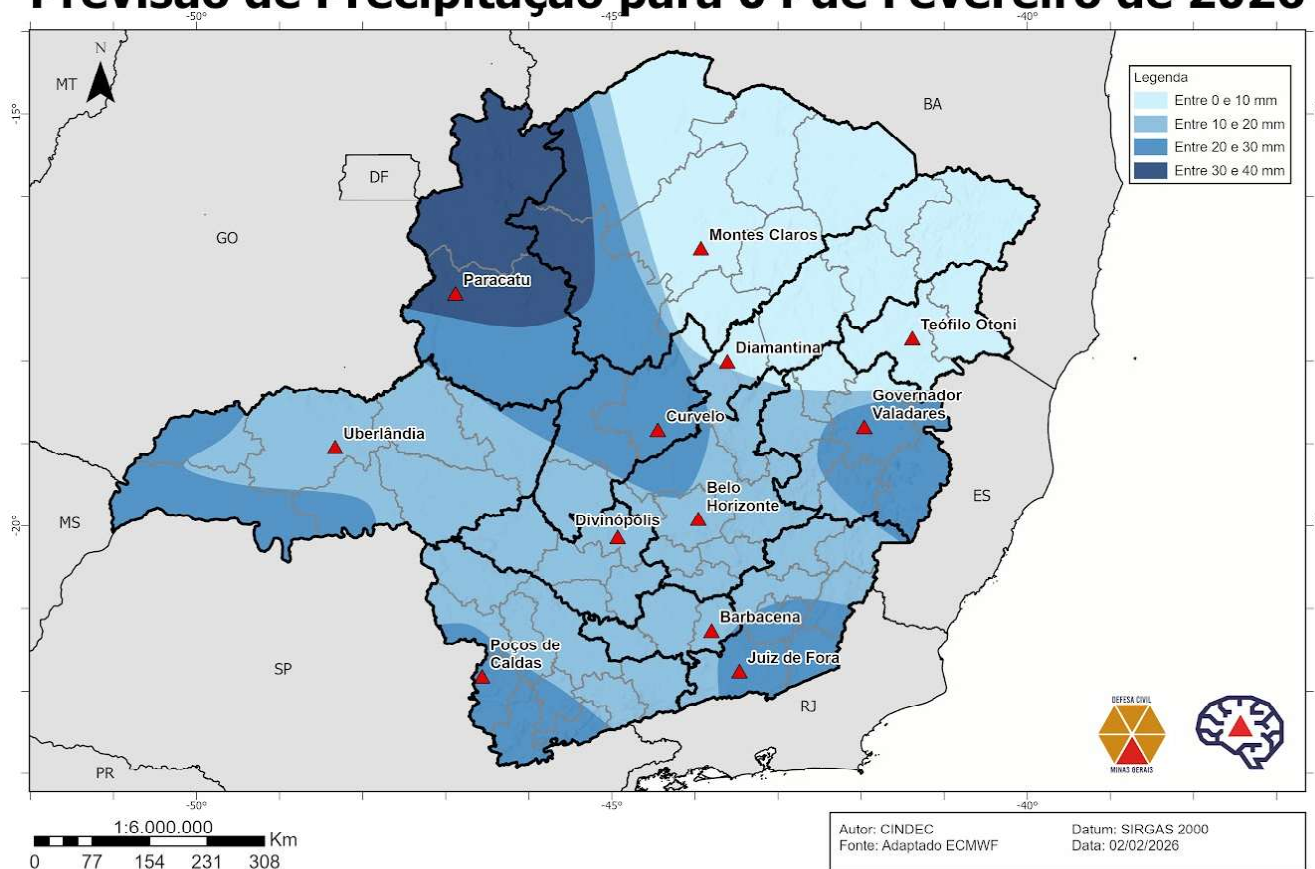 Previsão de Precipitação para 04 de Fevereiro de 2026
-50°
-45°
-40°
N
MT
-15°
BA
Legenda
Entre 0 e 10 mm
Entre 10 e 20 mm
Entre 20 e 30 mm
Entre 30 e 40 mm
DF
GO
Montes Claros
Paracatu
Teófilo Otoni
Diamantina
Governador
Valadares
Curvelo
Uberlândia
Belo
Horizonte
ES
MS
-20°
Divinópolis
Barbacena
Poços de
Caldas
Juiz de Fora
SP
RJ
DEFESA CIVIL
MINAS GERAIS
PR
-50°
-45°
-40°
1:6.000.000
Km
0 77 154 231 308
Autor: CINDEC
Fonte: Adaptado ECMWF
Datum: SIRGAS 2000
Data: 02/02/2026